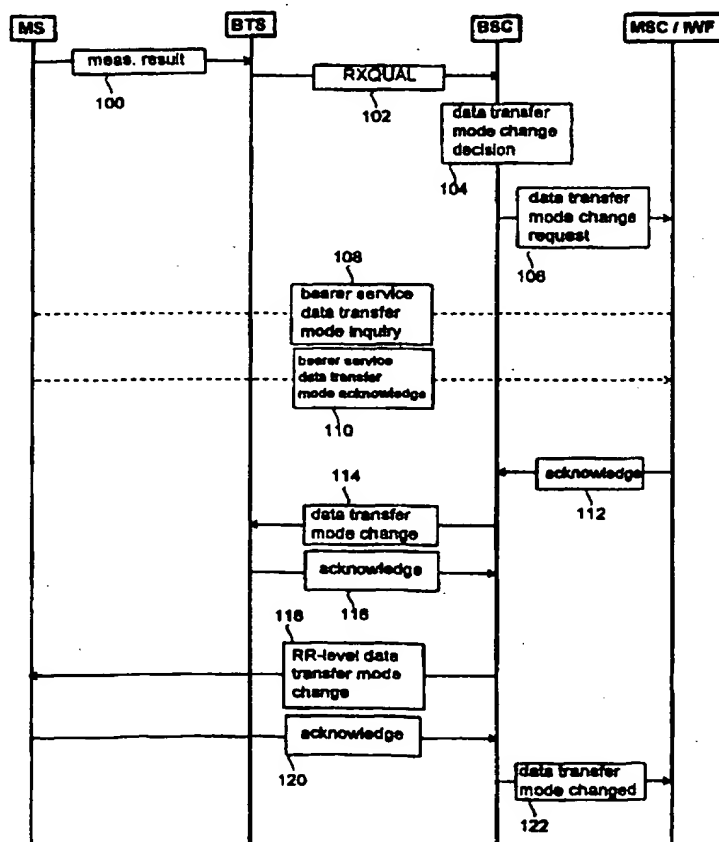 MS
BTS
BSC
MSC / IWF
meas. result
100
RXQUAL
102
data transfer
mode change
decision
104
data transfer
mode change
request
106
108
bearer service
data transfer
mode inquiry
bearer service
data transfer
mode acknowledge
110
acknowledge
112
114
data transfer
mode change
acknowledge
116
118
RR-level data
transfer mode
change
acknowledge
120
data transfer
mode changed
122